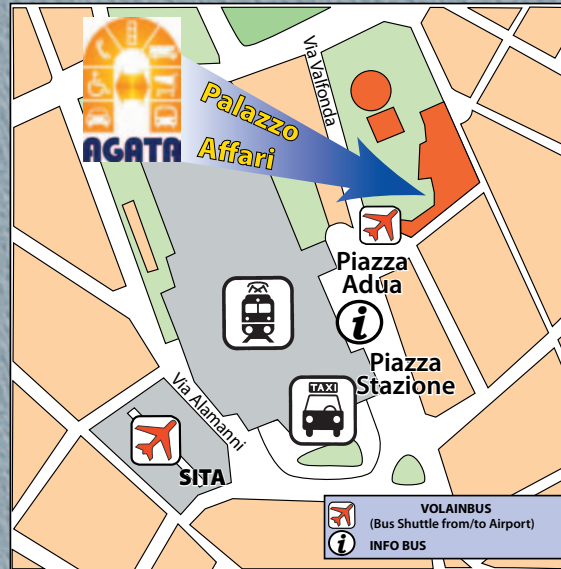 AGATA
Palazzo
Affari
Via Valfonda
Piazza
Adua
i
Piazza
Stazione
TAXI
Via Alamanni
SITA
VOLAINBUS
(Bus Shuttle from/to Airport)
i
INFO BUS